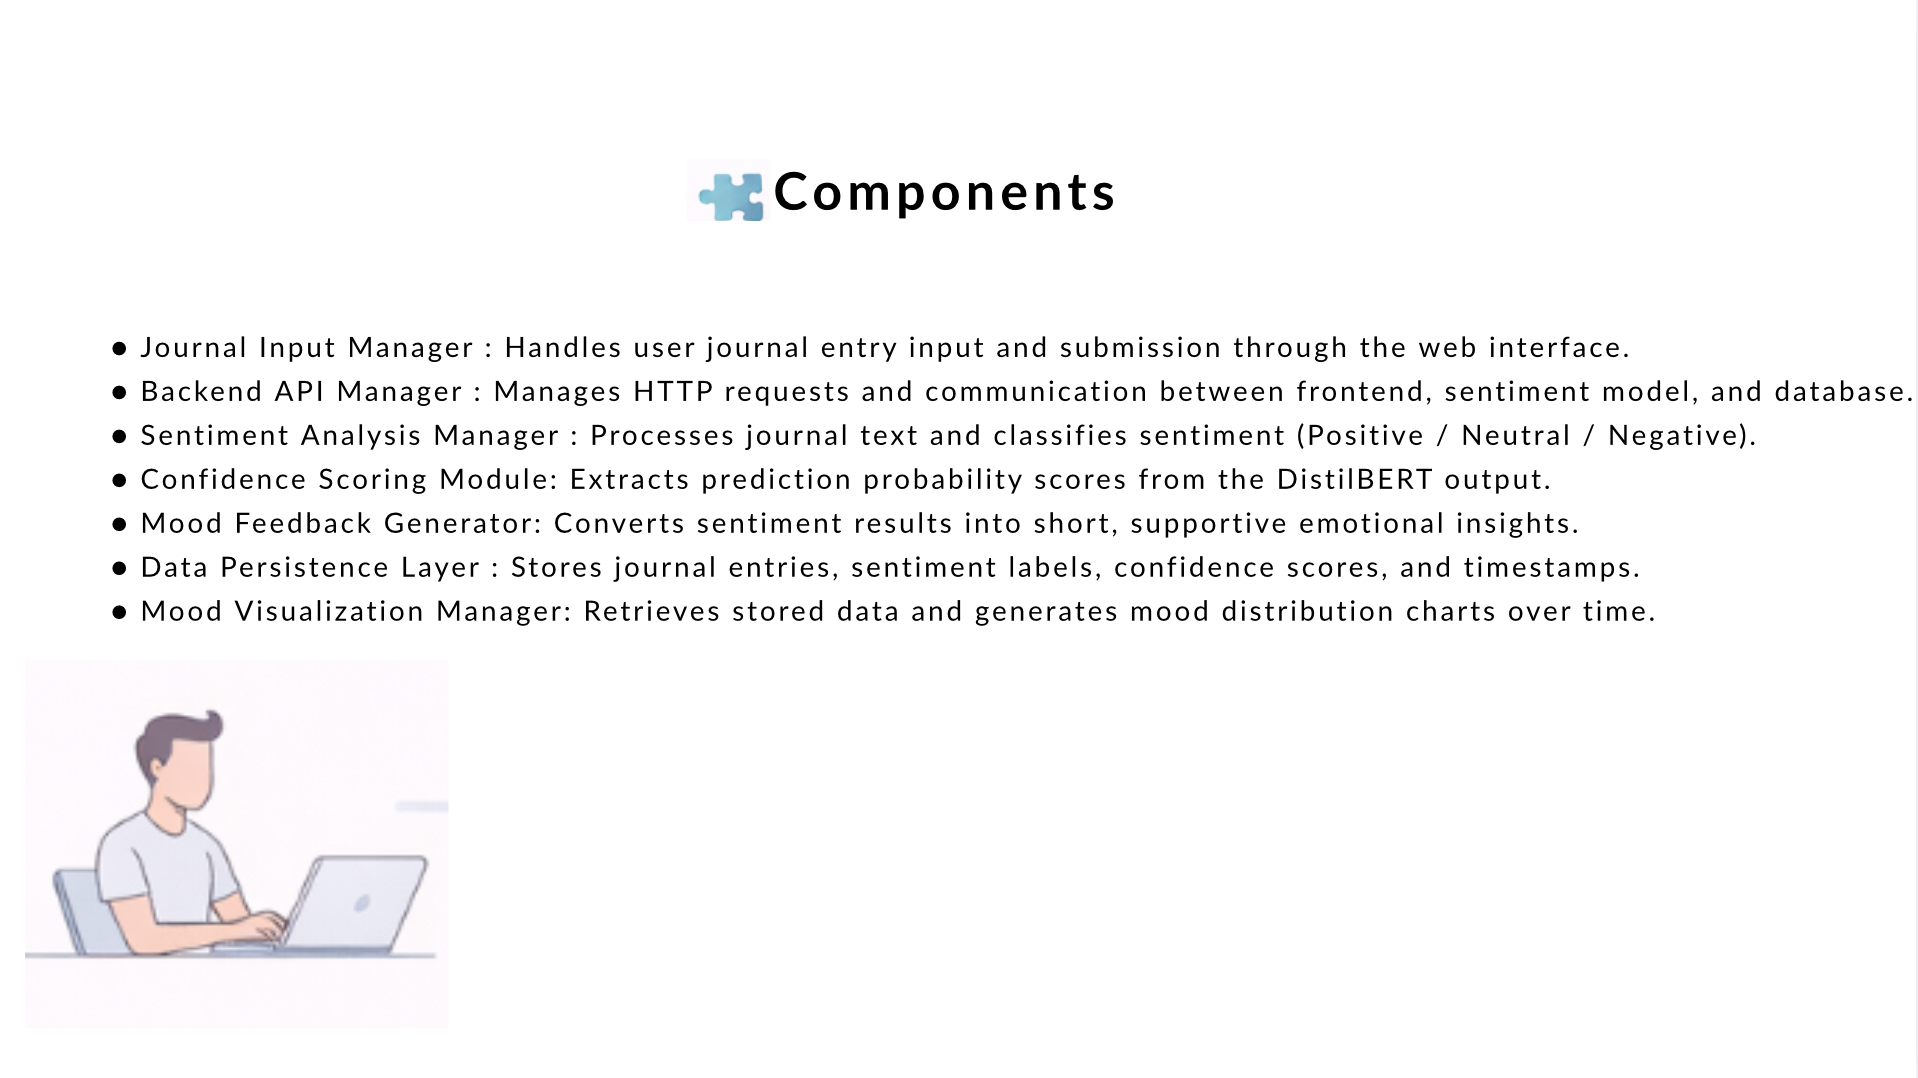 Components
● Journal Input Manager : Handles user journal entry input and submission through the web interface.
● Backend API Manager : Manages HTTP requests and communication between frontend, sentiment model, and database.
● Sentiment Analysis Manager : Processes journal text and classifies sentiment (Positive / Neutral / Negative).
● Confidence Scoring Module: Extracts prediction probability scores from the DistilBERT output.
● Mood Feedback Generator: Converts sentiment results into short, supportive emotional insights.
● Data Persistence Layer : Stores journal entries, sentiment labels, confidence scores, and timestamps.
● Mood Visualization Manager: Retrieves stored data and generates mood distribution charts over time.